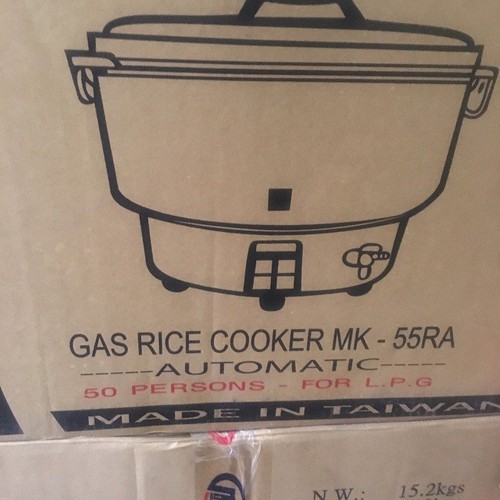 GAS RICE COOKER MK - 55RA
-----AUTOMATIC-----
50 PERSONS - FOR L.P.G
MADE IN TAIWAN
N.W.: 15.2kgs